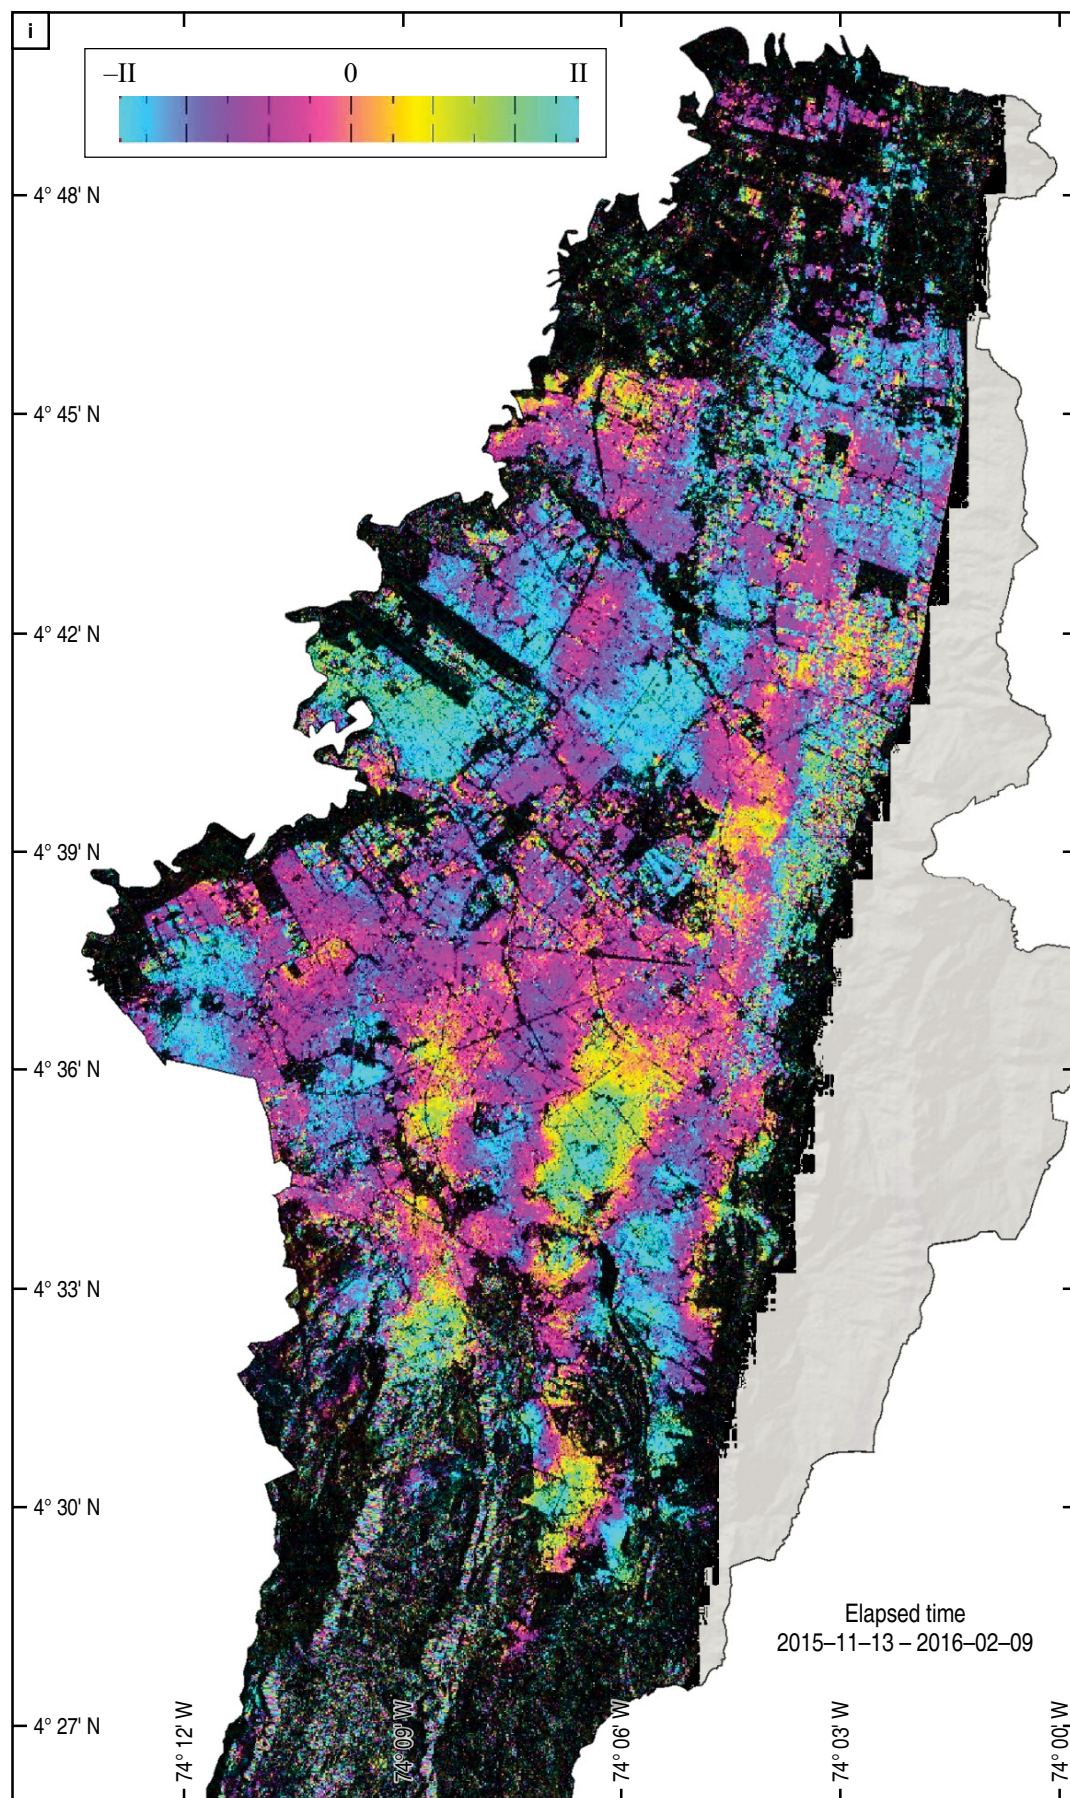 i
–II 0 II
4° 48' N
4° 45' N
4° 42' N
4° 39' N
4° 36' N
4° 33' N
4° 30' N
4° 27' N
Elapsed time
2015–11–13 – 2016–02–09
74° 12' W
74° 09' W
74° 06' W
74° 03' W
74° 00' W